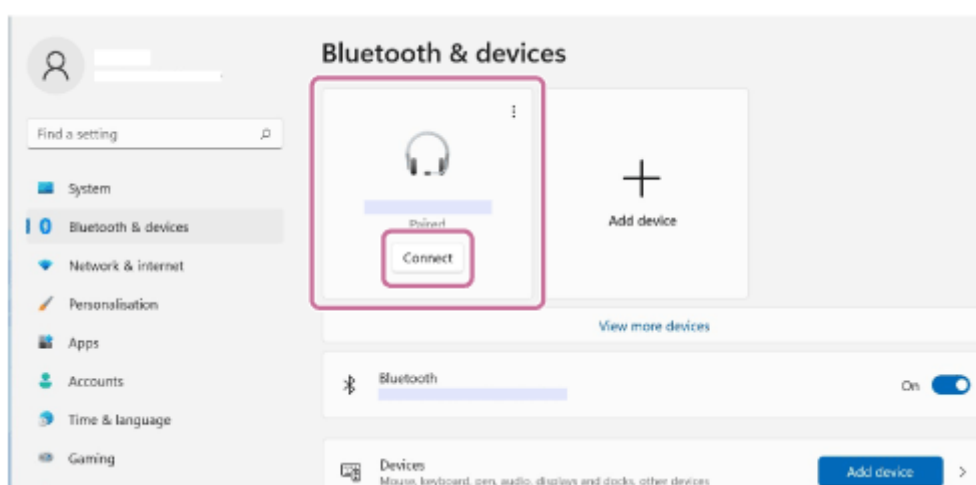 Bluetooth & devices
Find a setting
System
Bluetooth & devices
Network & internet
Personalisation
Apps
Accounts
Time & language
Gaming
Paired
Connect
Add device
View more devices
Bluetooth
On
Devices
Mouse, keyboard, pen, audio, displays and docks, other devices
Add device